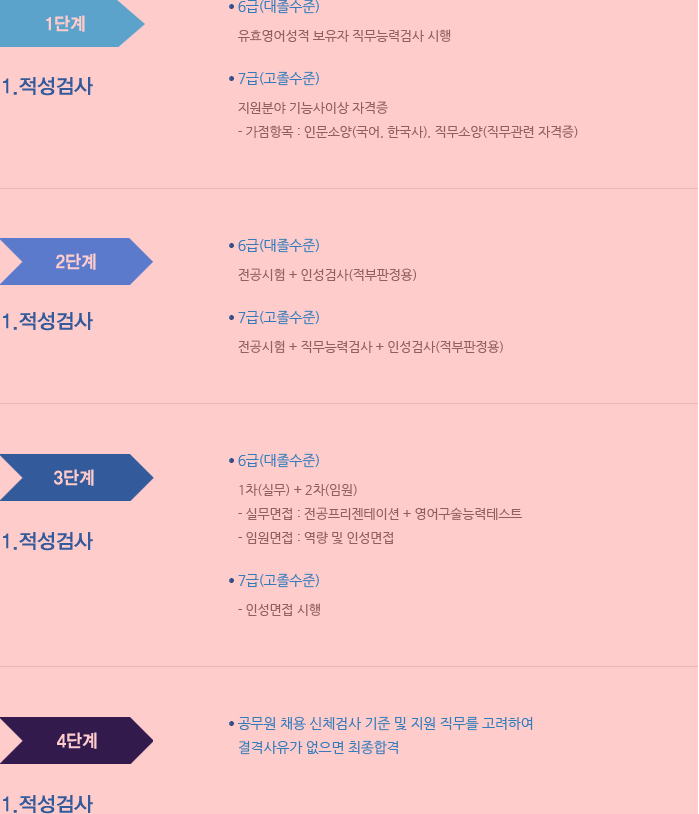 1단계
1.적성검사
• 6급(대졸수준)
유효영어성적 보유자 직무능력검사 시행
• 7급(고졸수준)
지원분야 기능사이상 자격증
- 가점항목 : 인문소양(국어, 한국사), 직무소양(직무관련 자격증)
2단계
1.적성검사
• 6급(대졸수준)
전공시험 + 인성검사(적부판정용)
• 7급(고졸수준)
전공시험 + 직무능력검사 + 인성검사(적부판정용)
3단계
1.적성검사
• 6급(대졸수준)
1차(실무) + 2차(임원)
- 실무면접 : 전공프리젠테이션 + 영어구술능력테스트
- 임원면접 : 역량 및 인성면접
• 7급(고졸수준)
- 인성면접 시행
4단계
1.적성검사
• 공무원 채용 신체검사 기준 및 지원 직무를 고려하여
결격사유가 없으면 최종합격